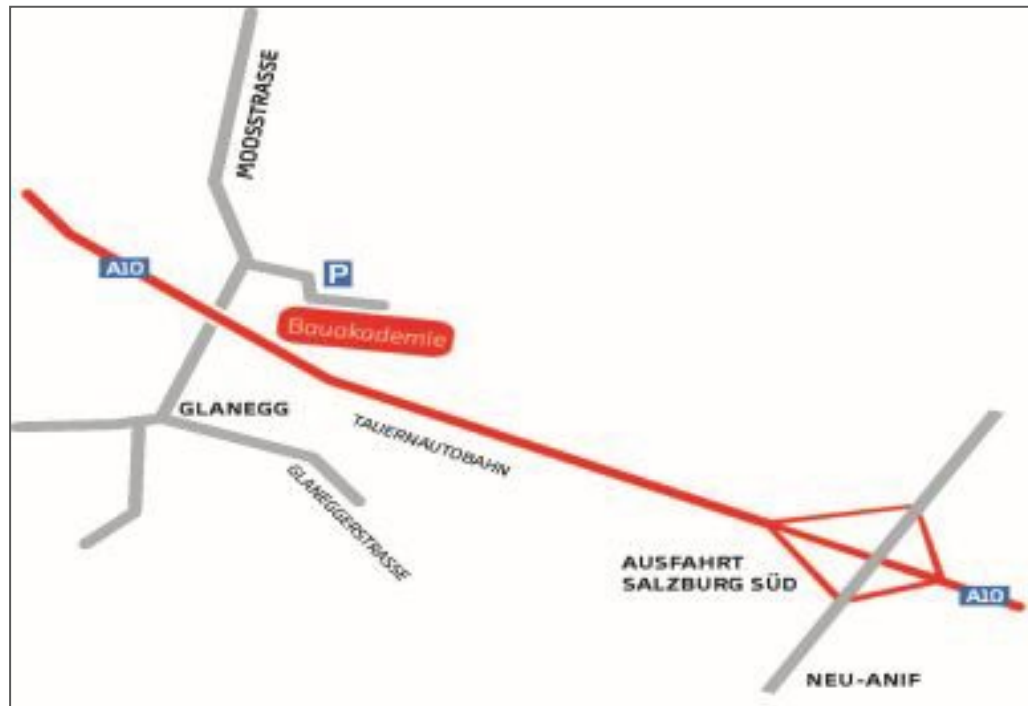 MOOSSTRASSE
A10
P
Bauakademie
GLANEGG
TAUERNAUTOBAHN
GLANEGGERSTRASSE
AUSFAHRT
SALZBURG SÜD
A10
NEU-ANIF